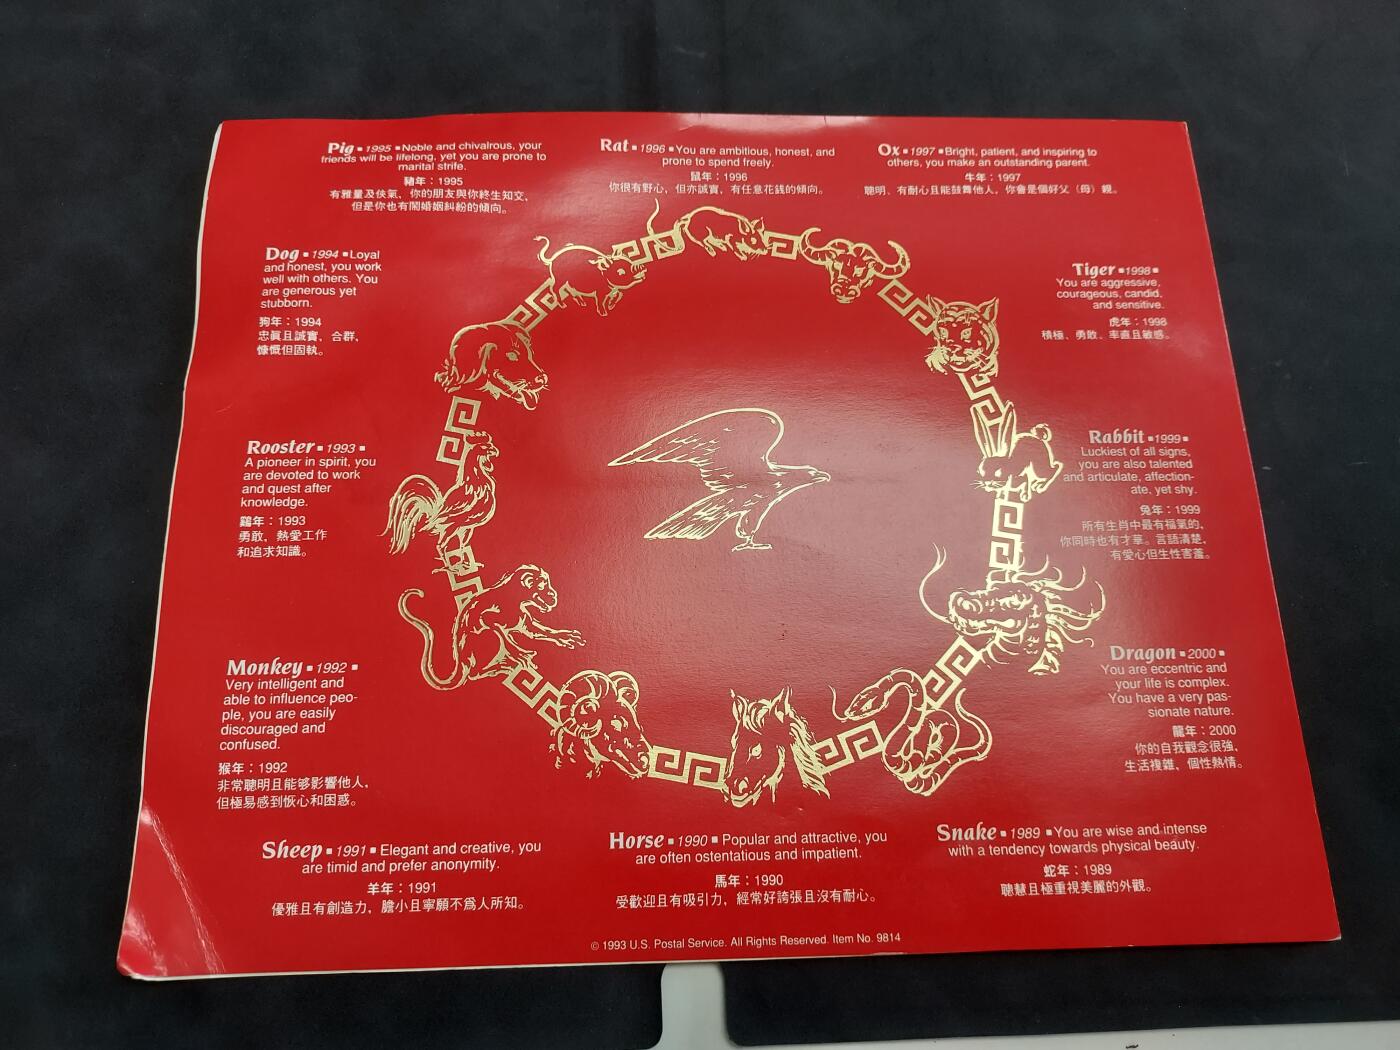 Pig ▪ 1995 ▪ Noble and chivalrous, your
friends will be lifelong, yet you are prone to
marital strife.
豬年：1995
有雅量及俠氣，你的朋友與你終生知交，
但是你也有鬧婚姻糾紛的傾向。
Rat ▪ 1996 ▪ You are ambitious, honest, and
prone to spend freely.
鼠年：1996
你很有野心，但亦誠實，有任意花錢的傾向。
Ox ▪ 1997 ▪ Bright, patient, and inspiring to
others, you make an outstanding parent.
牛年：1997
聰明、有耐心且能鼓舞他人，你會是個好父（母）親。
Dog ▪ 1994 ▪ Loyal
and honest, you work
well with others. You
are generous yet
stubborn.
狗年：1994
忠眞且誠實，合群，
慷慨但固執。
Tiger ▪ 1998 ▪
You are aggressive,
courageous, candid,
and sensitive.
虎年：1998
積極、勇敢、率直且敏感。
Rooster ▪ 1993 ▪
A pioneer in spirit, you
are devoted to work
and quest after
knowledge.
鷄年：1993
勇敢，熱愛工作
和追求知識。
Rabbit ▪ 1999 ▪
Luckiest of all signs,
you are also talented
and articulate, affection-
ate, yet shy.
兔年：1999
所有生肖中最有福氣的，
你同時也有才華。言語清楚，
有愛心但生性害羞。
Monkey ▪ 1992 ▪
Very intelligent and
able to influence peo-
ple, you are easily
discouraged and
confused.
猴年：1992
非常聰明且能够影響他人，
但極易感到恢心和困惑。
Dragon ▪ 2000 ▪
You are eccentric and
your life is complex.
You have a very pas-
sionate nature.
龍年：2000
你的自我觀念很強，
生活複雜，個性熱情。
Sheep ▪ 1991 ▪ Elegant and creative, you
are timid and prefer anonymity.
羊年：1991
優雅且有創造力，膽小且寧願不爲人所知。
Horse ▪ 1990 ▪ Popular and attractive, you
are often ostentatious and impatient.
馬年：1990
受歡迎且有吸引力，經常好誇張且沒有耐心。
Snake ▪ 1989 ▪ You are wise and intense
with a tendency towards physical beauty.
蛇年：1989
聰慧且極重視美麗的外觀。
© 1993 U.S. Postal Service. All Rights Reserved. Item No. 9814